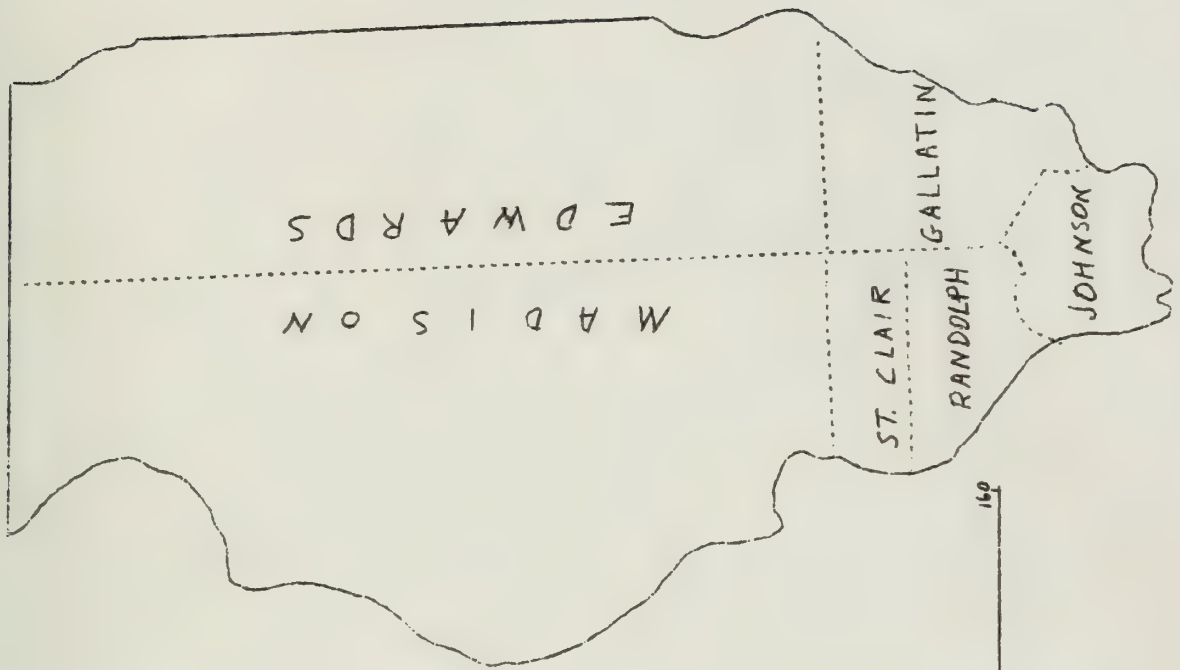 MADISON
EDWARDS
ST. CLAIR
RANDOLPH
GALLATIN
JOHNSON
160